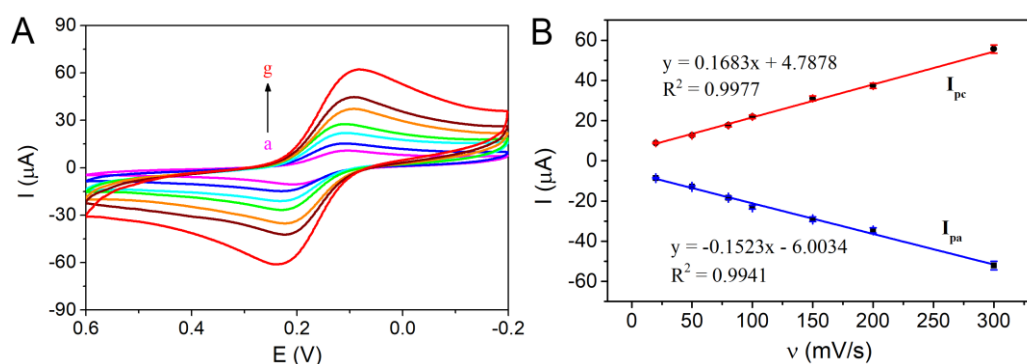 A
90
60
30
0
-30
-60
-90
I (µA)
g
a
0.6
0.4
0.2
0.0
-0.2
E (V)
B
60
40
20
0
-20
-40
-60
I (µA)
y = 0.1683x + 4.7878
R² = 0.9977
Ipc
Ipa
y = -0.1523x - 6.0034
R² = 0.9941
0
50
100
150
200
250
300
ν (mV/s)